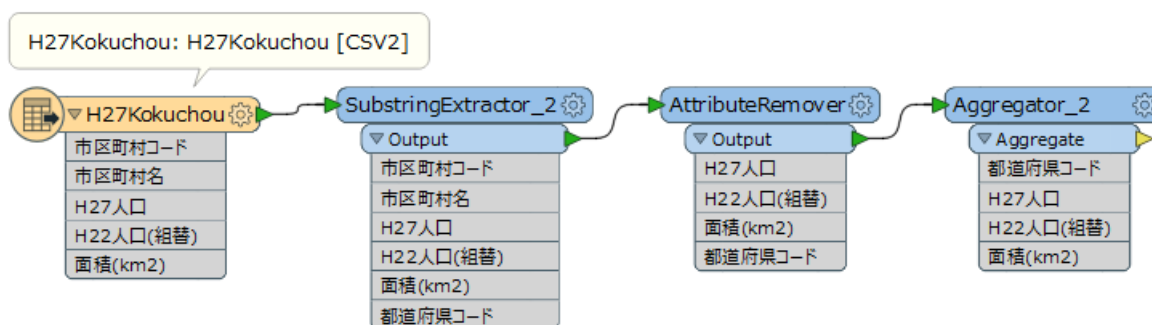 H27Kokuchou: H27Kokuchou [CSV2]
H27Kokuchou
市区町村コード
市区町村名
H27人口
H22人口(組替)
面積(km2)
SubstringExtractor_2
Output
市区町村コード
市区町村名
H27人口
H22人口(組替)
面積(km2)
都道府県コード
AttributeRemover
Output
H27人口
H22人口(組替)
面積(km2)
都道府県コード
Aggregator_2
Aggregate
都道府県コード
H27人口
H22人口(組替)
面積(km2)